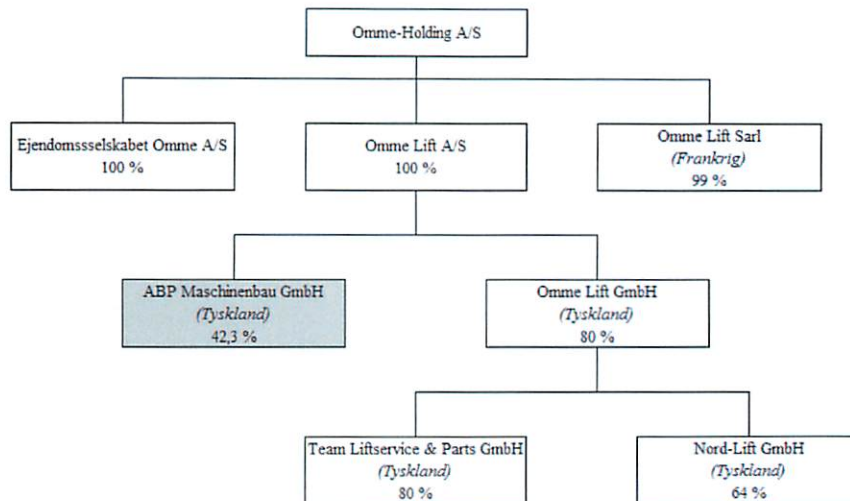 Omme-Holding A/S
Ejendomssselskabet Omme A/S
100 %
Omme Lift A/S
100 %
Omme Lift Sarl
(Frankrig)
99 %
ABP Maschinenbau GmbH
(Tyskland)
42,3 %
Omme Lift GmbH
(Tyskland)
80 %
Team Liftservice & Parts GmbH
(Tyskland)
80 %
Nord-Lift GmbH
(Tyskland)
64 %